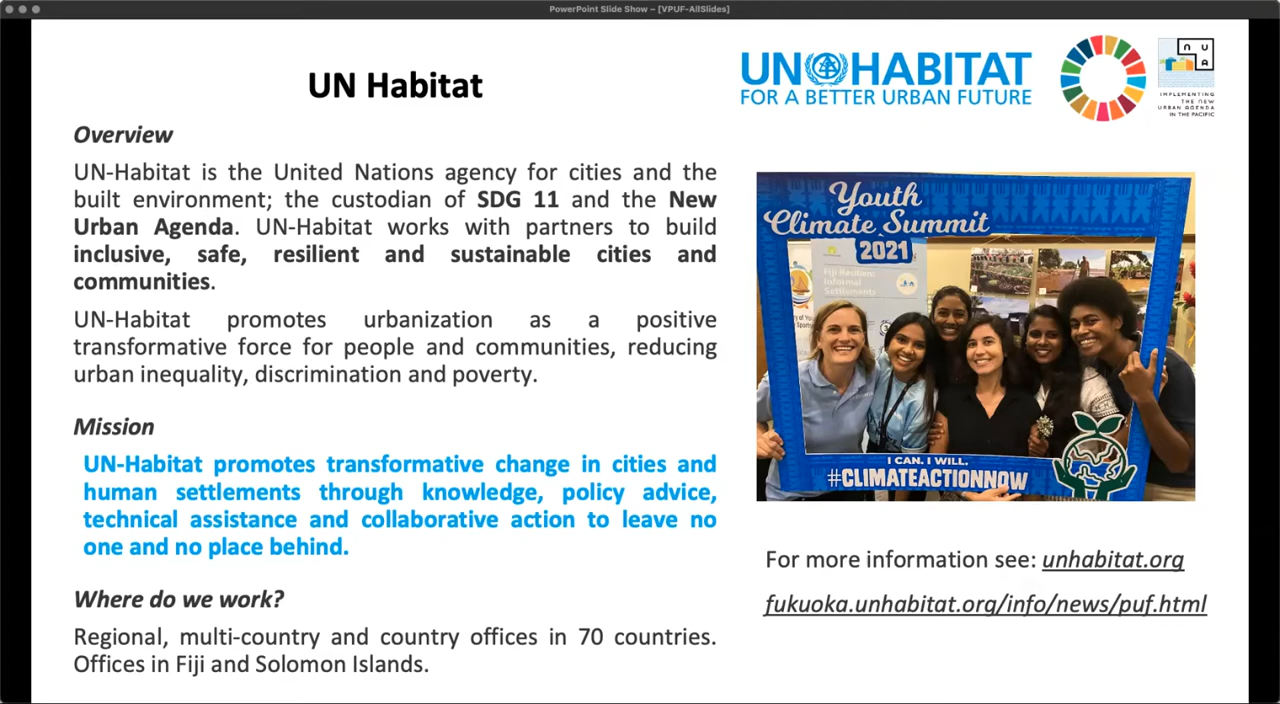 PowerPoint Slide Show – [VPUF-AllSlides]
UN Habitat
UN HABITAT
FOR A BETTER URBAN FUTURE
N U
A
IMPLEMENTING
THE NEW
URBAN AGENDA
IN THE PACIFIC
Overview
UN-Habitat is the United Nations agency for cities and the
built environment; the custodian of SDG 11 and the New
Urban Agenda. UN-Habitat works with partners to build
inclusive, safe, resilient and sustainable cities and
communities.
UN-Habitat promotes urbanization as a positive
transformative force for people and communities, reducing
urban inequality, discrimination and poverty.
Mission
UN-Habitat promotes transformative change in cities and
human settlements through knowledge, policy advice,
technical assistance and collaborative action to leave no
one and no place behind.
Where do we work?
Regional, multi-country and country offices in 70 countries.
Offices in Fiji and Solomon Islands.
Youth
Climate Summit
2021
Fiji Resilient
Informal
Settlements
I CAN. I WILL.
#CLIMATEACTIONNOW
For more information see: unhabitat.org
fukuoka.unhabitat.org/info/news/puf.html